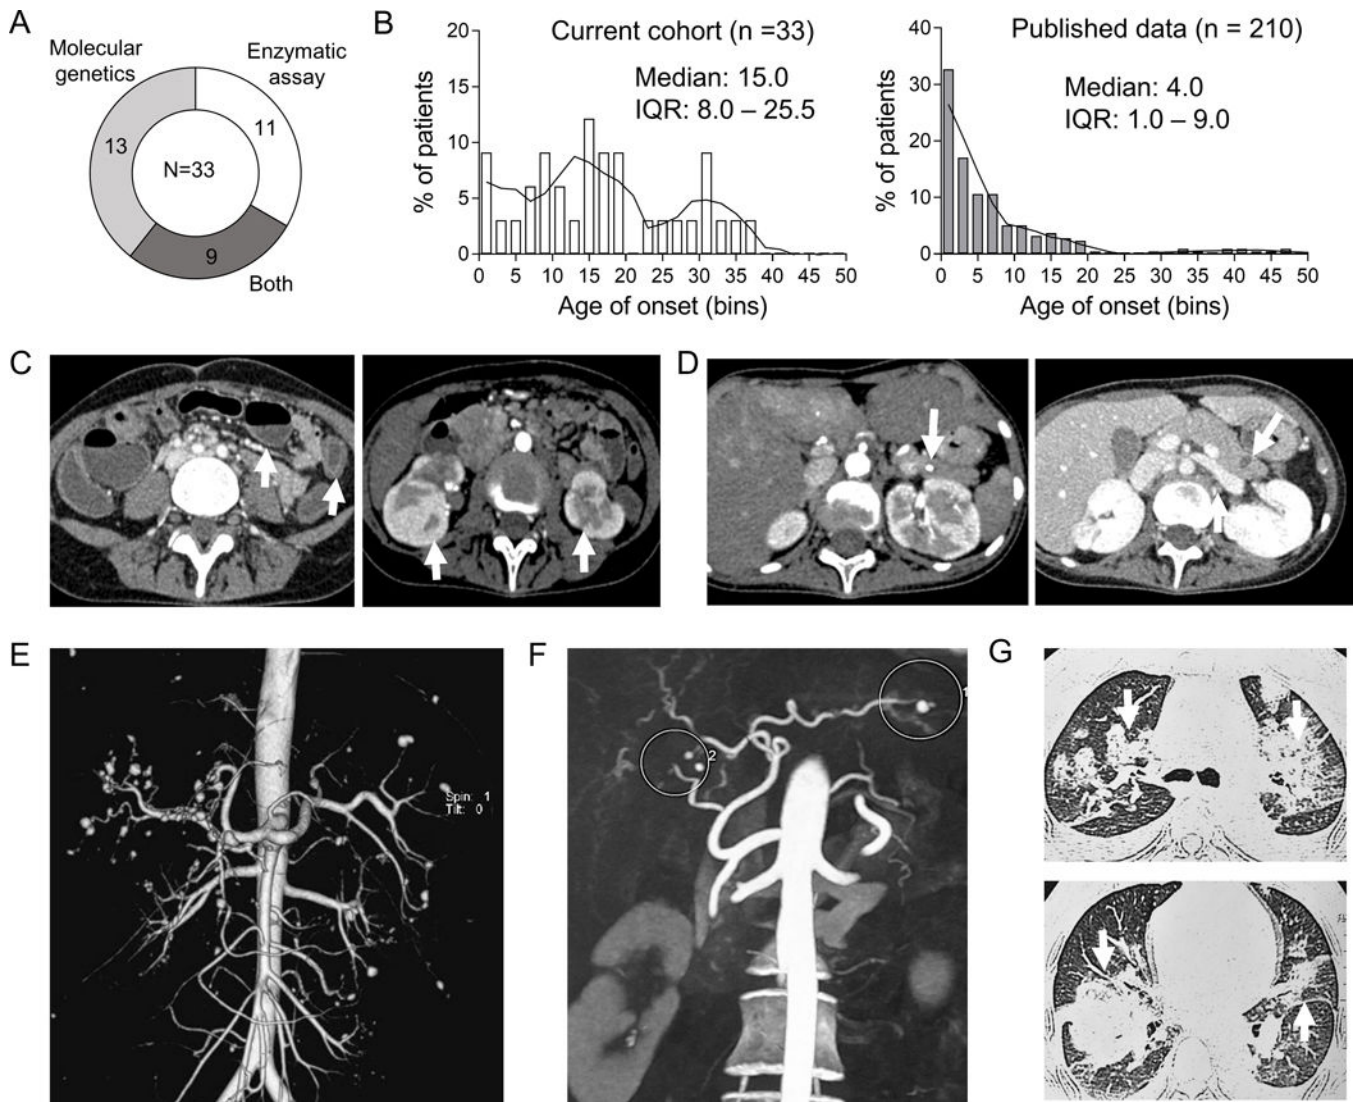 A
Molecular
genetics
Enzymatic
assay
13
11
N=33
9
Both
B
Current cohort (n =33)
Median: 15.0
IQR: 8.0 – 25.5
% of patients
20
15
10
5
0
0 5 10 15 20 25 30 35 40 45 50
Age of onset (bins)
Published data (n = 210)
Median: 4.0
IQR: 1.0 – 9.0
% of patients
40
30
20
10
0
0 5 10 15 20 25 30 35 40 45 50
Age of onset (bins)
C
D
E
Spin: 1
Tilt: 0
F
1
2
G